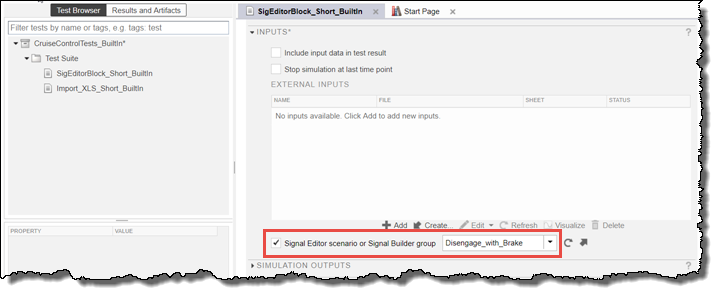 Test Browser Results and Artifacts
Filter tests by name or tags, e.g. tags: test
CruiseControlTests_BuiltIn*
Test Suite
SigEditorBlock_Short_BuiltIn
Import_XLS_Short_BuiltIn
PROPERTY VALUE
SigEditorBlock_Short_BuiltIn Start Page
INPUTS* ?
Include input data in test result
Stop simulation at last time point
EXTERNAL INPUTS
NAME FILE SHEET STATUS
No inputs available. Click Add to add new inputs.
Add Create... Edit Refresh Visualize Delete
Signal Editor scenario or Signal Builder group Disengage_with_Brake
SIMULATION OUTPUTS ?